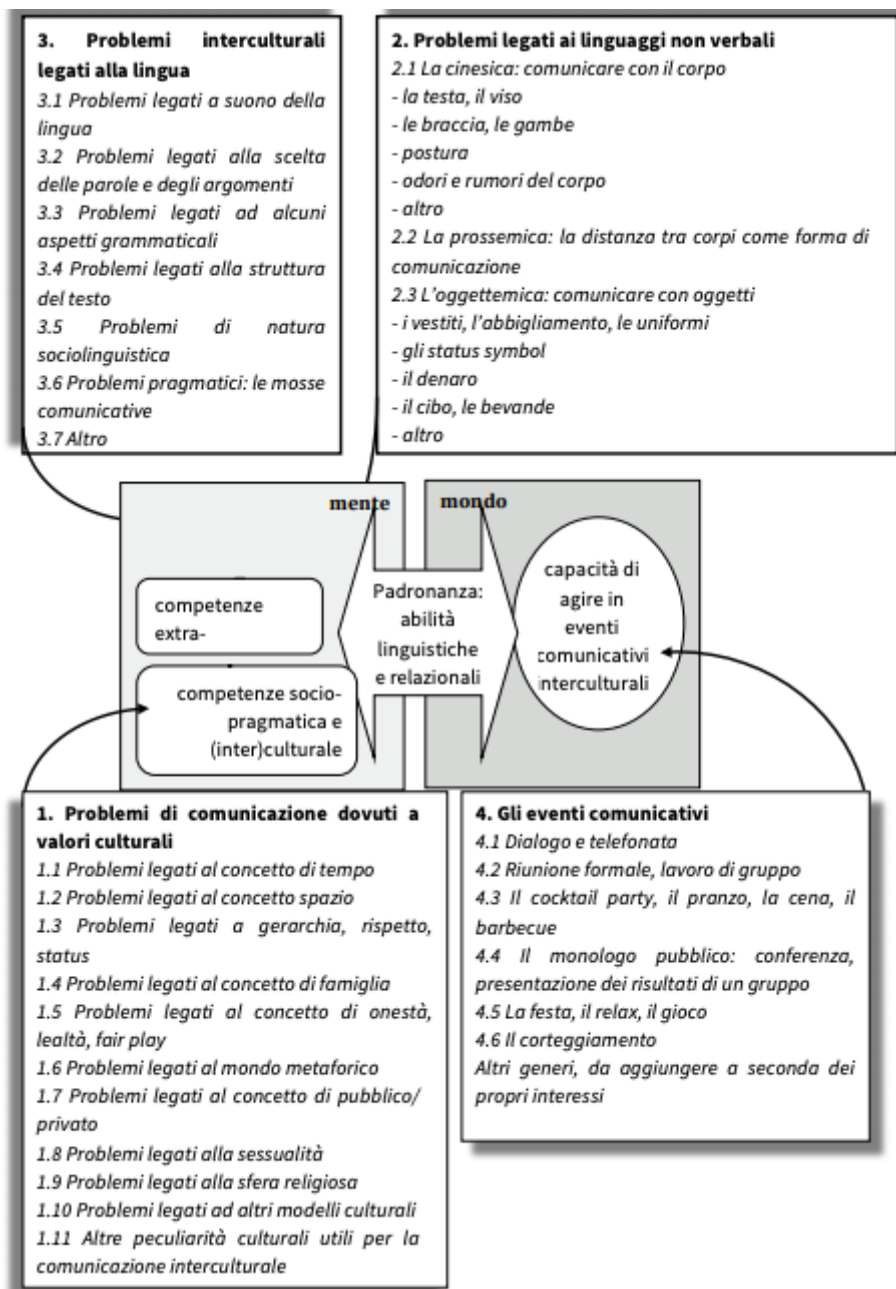 3. Problemi interculturali
legati alla lingua
3.1 Problemi legati a suono della
lingua
3.2 Problemi legati alla scelta
delle parole e degli argomenti
3.3 Problemi legati ad alcuni
aspetti grammaticali
3.4 Problemi legati alla struttura
del testo
3.5 Problemi di natura
sociolinguistica
3.6 Problemi pragmatici: le mosse
comunicative
3.7 Altro
2. Problemi legati ai linguaggi non verbali
2.1 La cinesica: comunicare con il corpo
- la testa, il viso
- le braccia, le gambe
- postura
- odori e rumori del corpo
- altro
2.2 La prossemica: la distanza tra corpi come forma di
comunicazione
2.3 L'oggettemica: comunicare con oggetti
- i vestiti, l'abbigliamento, le uniformi
- gli status symbol
- il denaro
- il cibo, le bevande
- altro
mente
mondo
competenze
extra-
competenze socio-
pragmatica e
(inter)culturale
Padronanza:
abilità
linguistiche
e relazionali
capacità di
agire in
eventi
comunicativi
interculturali
1. Problemi di comunicazione dovuti a
valori culturali
1.1 Problemi legati al concetto di tempo
1.2 Problemi legati al concetto spazio
1.3 Problemi legati a gerarchia, rispetto,
status
1.4 Problemi legati al concetto di famiglia
1.5 Problemi legati al concetto di onestà,
lealtà, fair play
1.6 Problemi legati al mondo metaforico
1.7 Problemi legati al concetto di pubblico/
privato
1.8 Problemi legati alla sessualità
1.9 Problemi legati alla sfera religiosa
1.10 Problemi legati ad altri modelli culturali
1.11 Altre peculiarità culturali utili per la
comunicazione interculturale
4. Gli eventi comunicativi
4.1 Dialogo e telefonata
4.2 Riunione formale, lavoro di gruppo
4.3 Il cocktail party, il pranzo, la cena, il
barbecue
4.4 Il monologo pubblico: conferenza,
presentazione dei risultati di un gruppo
4.5 La festa, il relax, il gioco
4.6 Il corteggiamento
Altri generi, da aggiungere a seconda dei
propri interessi